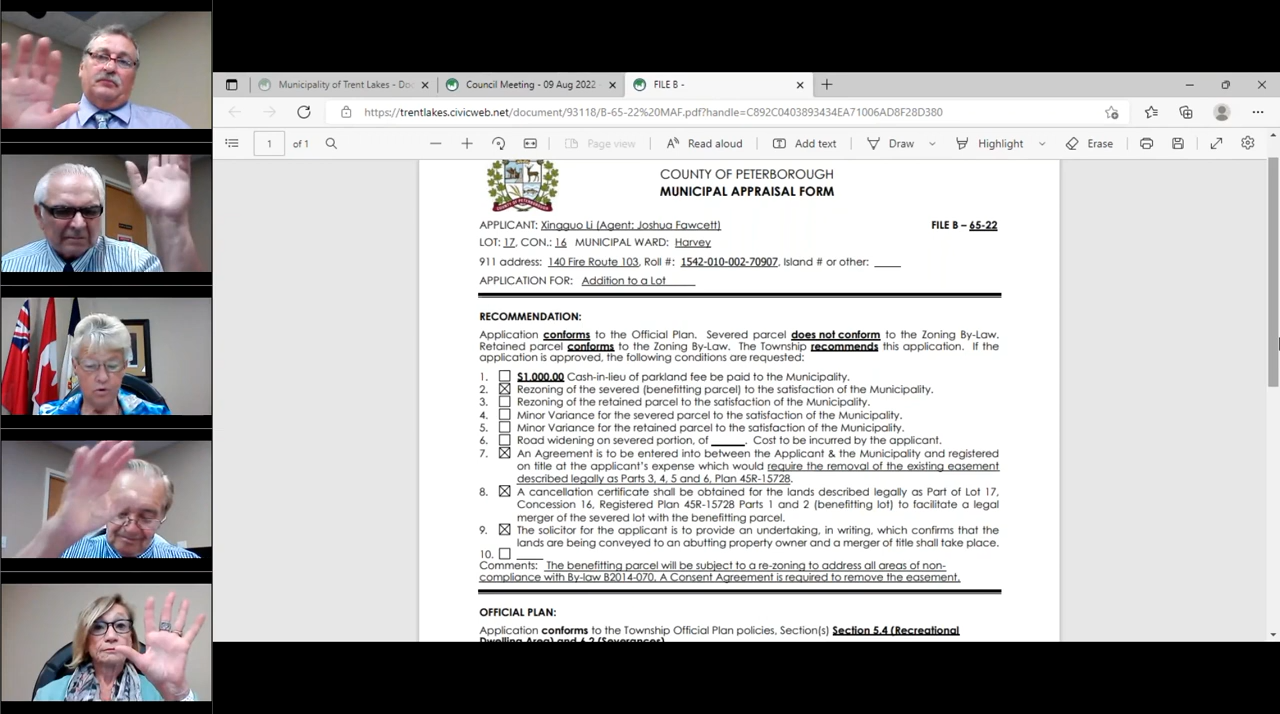 Municipality of Trent Lakes - Do
Council Meeting - 09 Aug 2022
FILE B -
https://trentlakes.civicweb.net/document/93118/B-65-22%20MAF.pdf?handle=C892C0403893434EA71006AD8F28D380
1 of 1
Page view
Read aloud
Add text
Draw
Highlight
Erase
COUNTY OF PETERBOROUGH
MUNICIPAL APPRAISAL FORM
APPLICANT: Xingguo Li (Agent: Joshua Fawcett) FILE B – 65-22
LOT: 17, CON.: 16 MUNICIPAL WARD: Harvey
911 address: 140 Fire Route 103, Roll #: 1542-010-002-70907, Island # or other:
APPLICATION FOR: Addition to a Lot
RECOMMENDATION:
Application conforms to the Official Plan. Severed parcel does not conform to the Zoning By-Law.
Retained parcel conforms to the Zoning By-Law. The Township recommends this application. If the
application is approved, the following conditions are requested:
1. $1,000.00 Cash-in-lieu of parkland fee be paid to the Municipality.
2. Rezoning of the severed (benefitting parcel) to the satisfaction of the Municipality.
3. Rezoning of the retained parcel to the satisfaction of the Municipality.
4. Minor Variance for the severed parcel to the satisfaction of the Municipality.
5. Minor Variance for the retained parcel to the satisfaction of the Municipality.
6. Road widening on severed portion, of ______. Cost to be incurred by the applicant.
7. An Agreement is to be entered into between the Applicant & the Municipality and registered
on title at the applicant's expense which would require the removal of the existing easement
described legally as Parts 3, 4, 5 and 6, Plan 45R-15728.
8. A cancellation certificate shall be obtained for the lands described legally as Part of Lot 17,
Concession 16, Registered Plan 45R-15728 Parts 1 and 2 (benefitting lot) to facilitate a legal
merger of the severed lot with the benefitting parcel.
9. The solicitor for the applicant is to provide an undertaking, in writing, which confirms that the
lands are being conveyed to an abutting property owner and a merger of title shall take place.
10.
Comments: The benefitting parcel will be subject to a re-zoning to address all areas of non-
compliance with By-law B2014-070. A Consent Agreement is required to remove the easement.
OFFICIAL PLAN:
Application conforms to the Township Official Plan policies, Section(s) Section 5.4 (Recreational
Dwelling Area) and 6.2 (Severances)